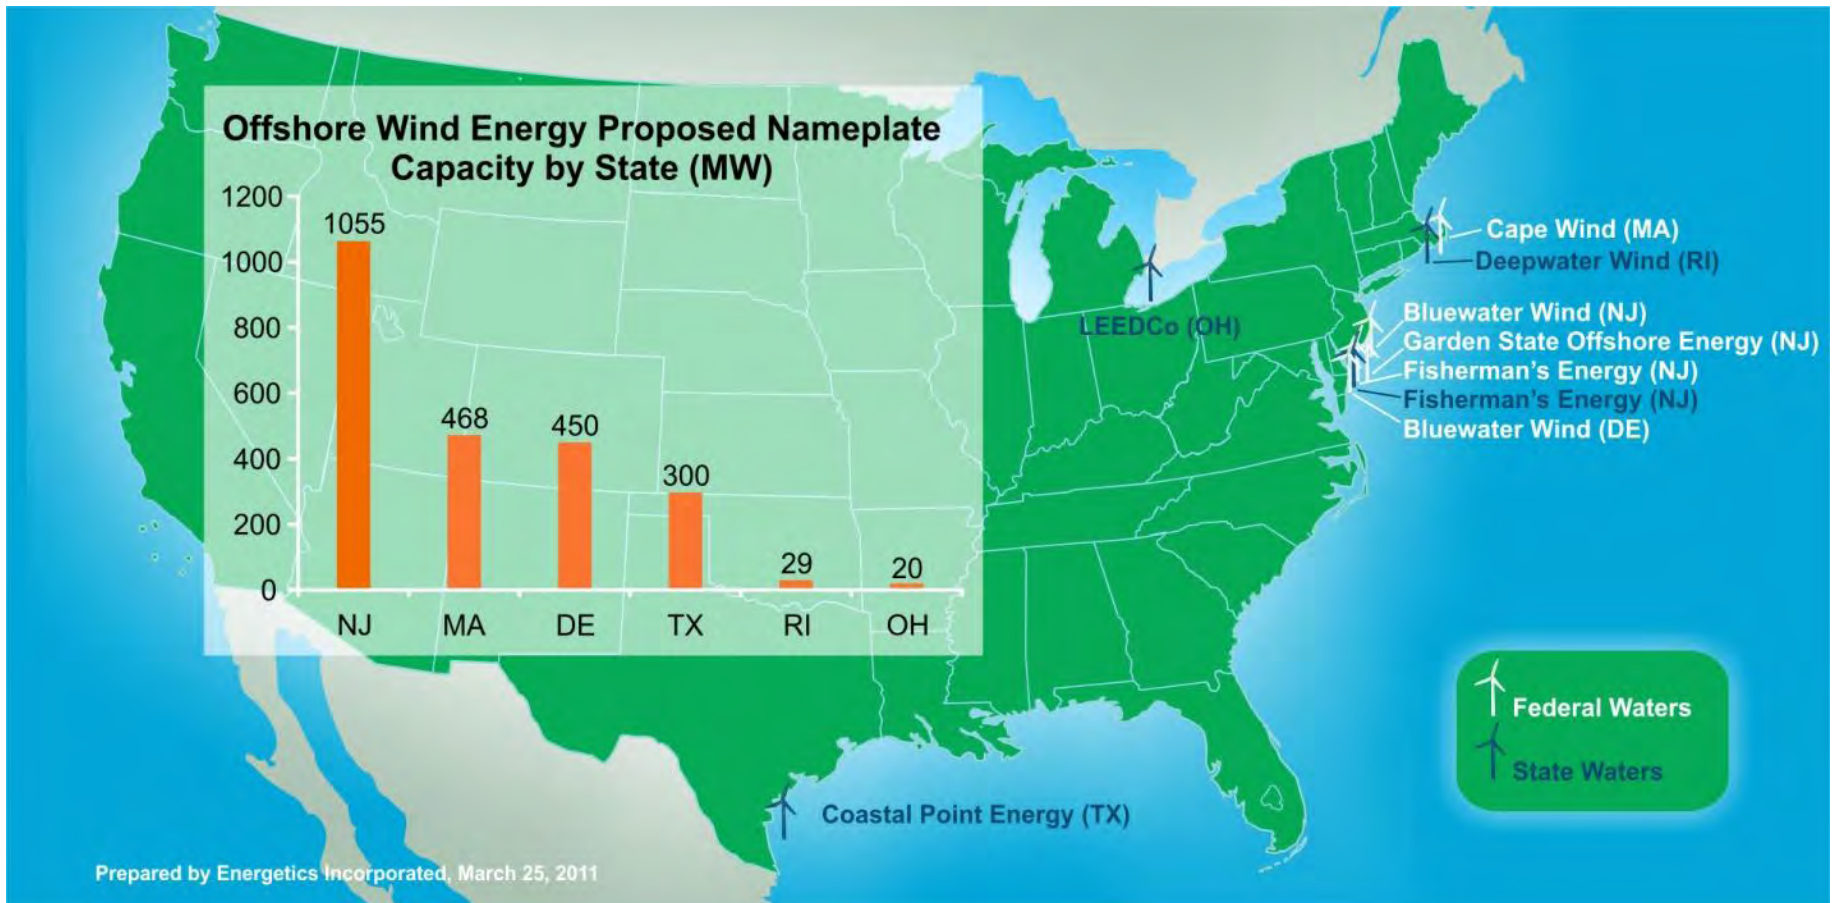 Offshore Wind Energy Proposed Nameplate
Capacity by State (MW)
1200
1000
800
600
400
200
0
1055
468
450
300
29
20
NJ MA DE TX RI OH
Cape Wind (MA)
Deepwater Wind (RI)
Bluewater Wind (NJ)
Garden State Offshore Energy (NJ)
Fisherman's Energy (NJ)
Fisherman's Energy (NJ)
Bluewater Wind (DE)
LEEDCo (OH)
Coastal Point Energy (TX)
Federal Waters
State Waters
Prepared by Energetics Incorporated, March 25, 2011